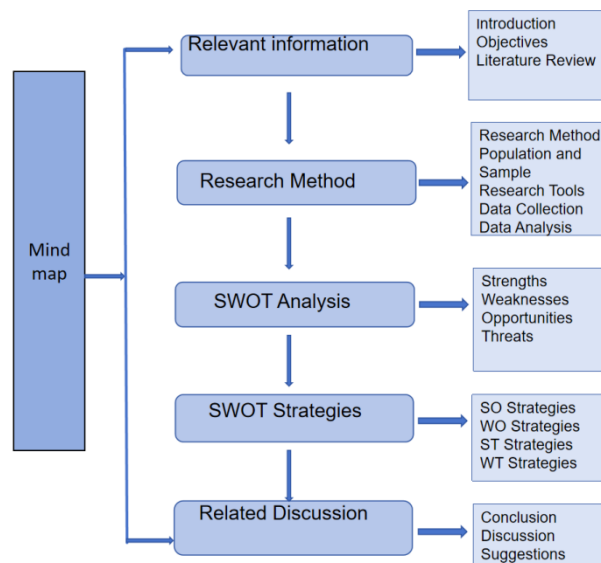 Mind
map
Relevant information
Introduction
Objectives
Literature Review
Research Method
Research Method
Population and
Sample
Research Tools
Data Collection
Data Analysis
SWOT Analysis
Strengths
Weaknesses
Opportunities
Threats
SWOT Strategies
SO Strategies
WO Strategies
ST Strategies
WT Strategies
Related Discussion
Conclusion
Discussion
Suggestions